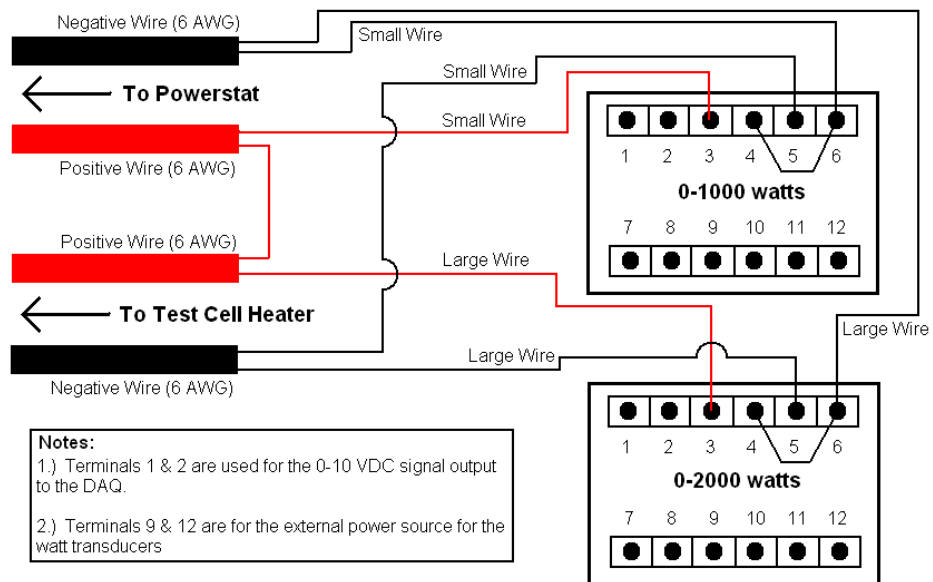 Negative Wire (6 AWG)
Small Wire
Small Wire
To Powerstat
Small Wire
Positive Wire (6 AWG)
1 2 3 4 5 6
0-1000 watts
7 8 9 10 11 12
Positive Wire (6 AWG)
Large Wire
To Test Cell Heater
Large Wire
Large Wire
Negative Wire (6 AWG)
1 2 3 4 5 6
0-2000 watts
7 8 9 10 11 12
Notes:
1.) Terminals 1 & 2 are used for the 0-10 VDC signal output
to the DAQ.
2.) Terminals 9 & 12 are for the external power source for the
watt transducers